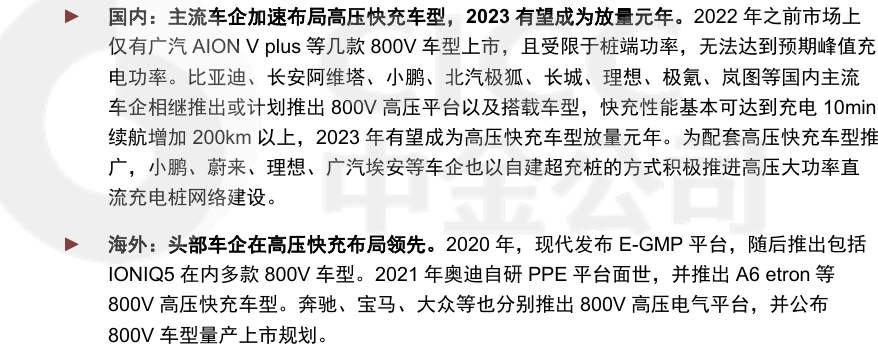 ► 国内：主流车企加速布局高压快充车型，2023 有望成为放量元年。2022 年之前市场上
仅有广汽 AION V plus 等几款 800V 车型上市，且受限于桩端功率，无法达到预期峰值充
电功率。比亚迪、长安阿维塔、小鹏、北汽极狐、长城、理想、极氪、岚图等国内主流
车企相继推出或计划推出 800V 高压平台以及搭载车型，快充性能基本可达到充电 10min
续航增加 200km 以上，2023 年有望成为高压快充车型放量元年。为配套高压快充车型推
广，小鹏、蔚来、理想、广汽埃安等车企也以自建超充桩的方式积极推进高压大功率直
流充电桩网络建设。
► 海外：头部车企在高压快充布局领先。2020 年，现代发布 E-GMP 平台，随后推出包括
IONIQ5 在内多款 800V 车型。2021 年奥迪自研 PPE 平台面世，并推出 A6 etron 等
800V 高压快充车型。奔驰、宝马、大众等也分别推出 800V 高压电气平台，并公布
800V 车型量产上市规划。
CICC
中金公司